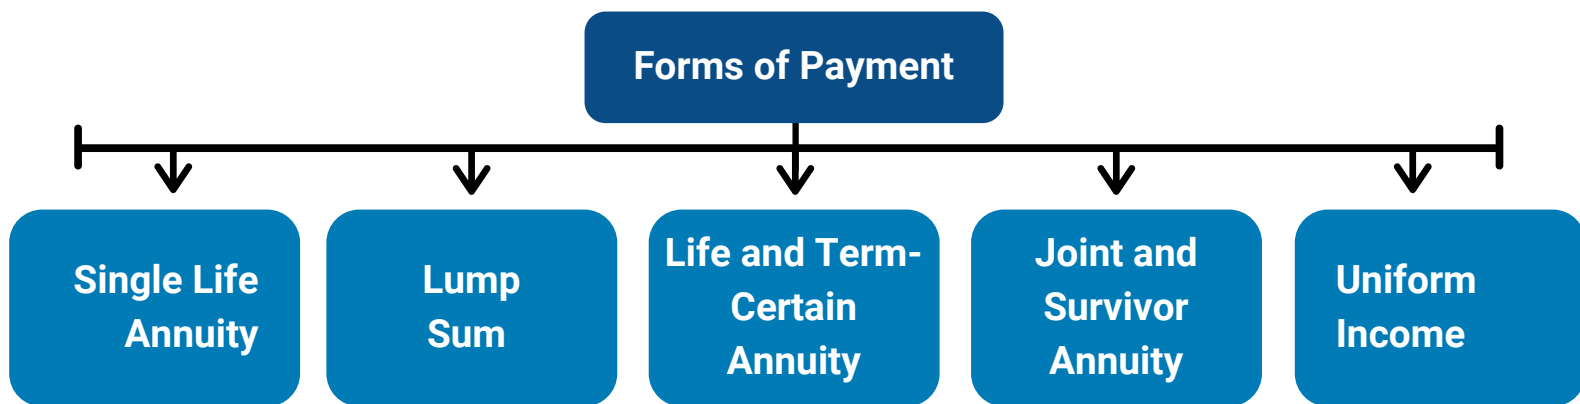 Forms of Payment
Single Life
Annuity
Lump
Sum
Life and Term-
Certain
Annuity
Joint and
Survivor
Annuity
Uniform
Income